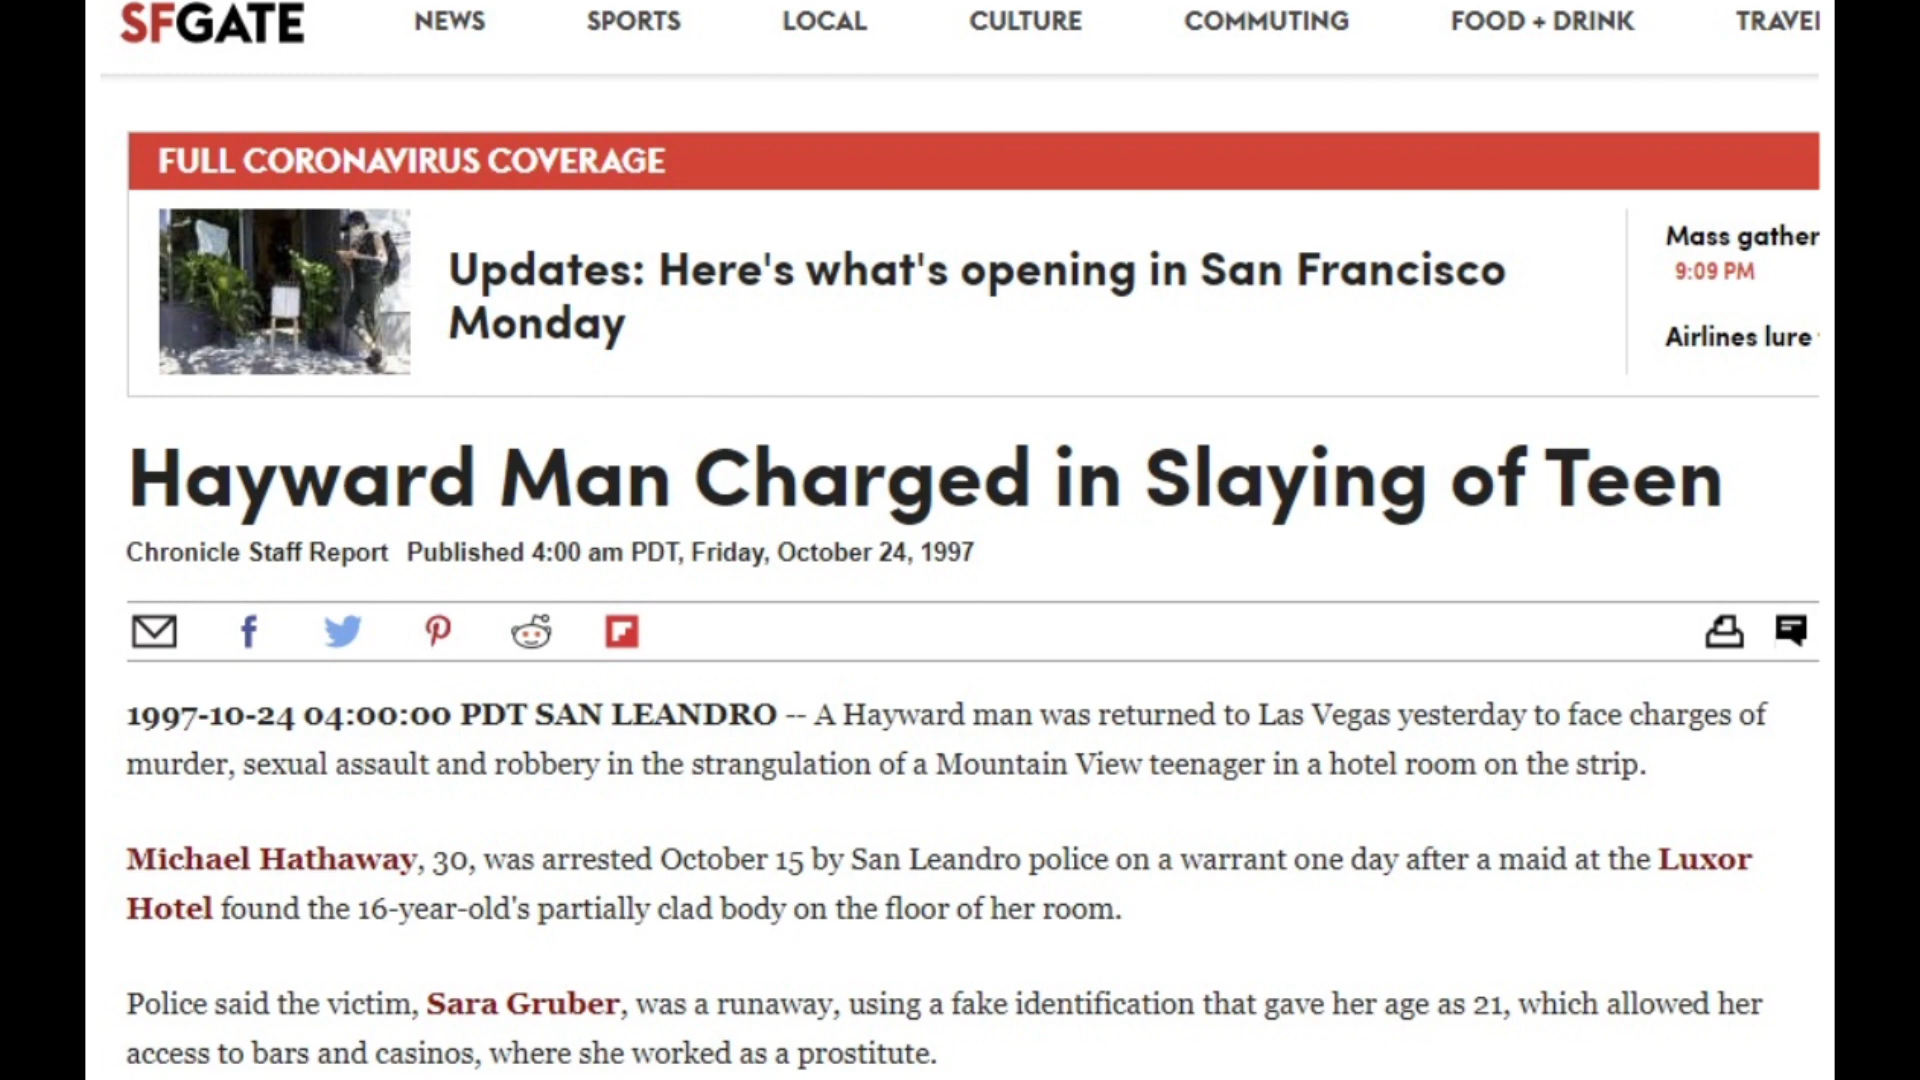 SFGATE NEWS SPORTS LOCAL CULTURE COMMUTING FOOD + DRINK TRAVEL
FULL CORONAVIRUS COVERAGE
Updates: Here's what's opening in San Francisco
Monday
Mass gather
9:09 PM
Airlines lure
Hayward Man Charged in Slaying of Teen
Chronicle Staff Report Published 4:00 am PDT, Friday, October 24, 1997
1997-10-24 04:00:00 PDT SAN LEANDRO -- A Hayward man was returned to Las Vegas yesterday to face charges of
murder, sexual assault and robbery in the strangulation of a Mountain View teenager in a hotel room on the strip.
Michael Hathaway, 30, was arrested October 15 by San Leandro police on a warrant one day after a maid at the Luxor
Hotel found the 16-year-old's partially clad body on the floor of her room.
Police said the victim, Sara Gruber, was a runaway, using a fake identification that gave her age as 21, which allowed her
access to bars and casinos, where she worked as a prostitute.